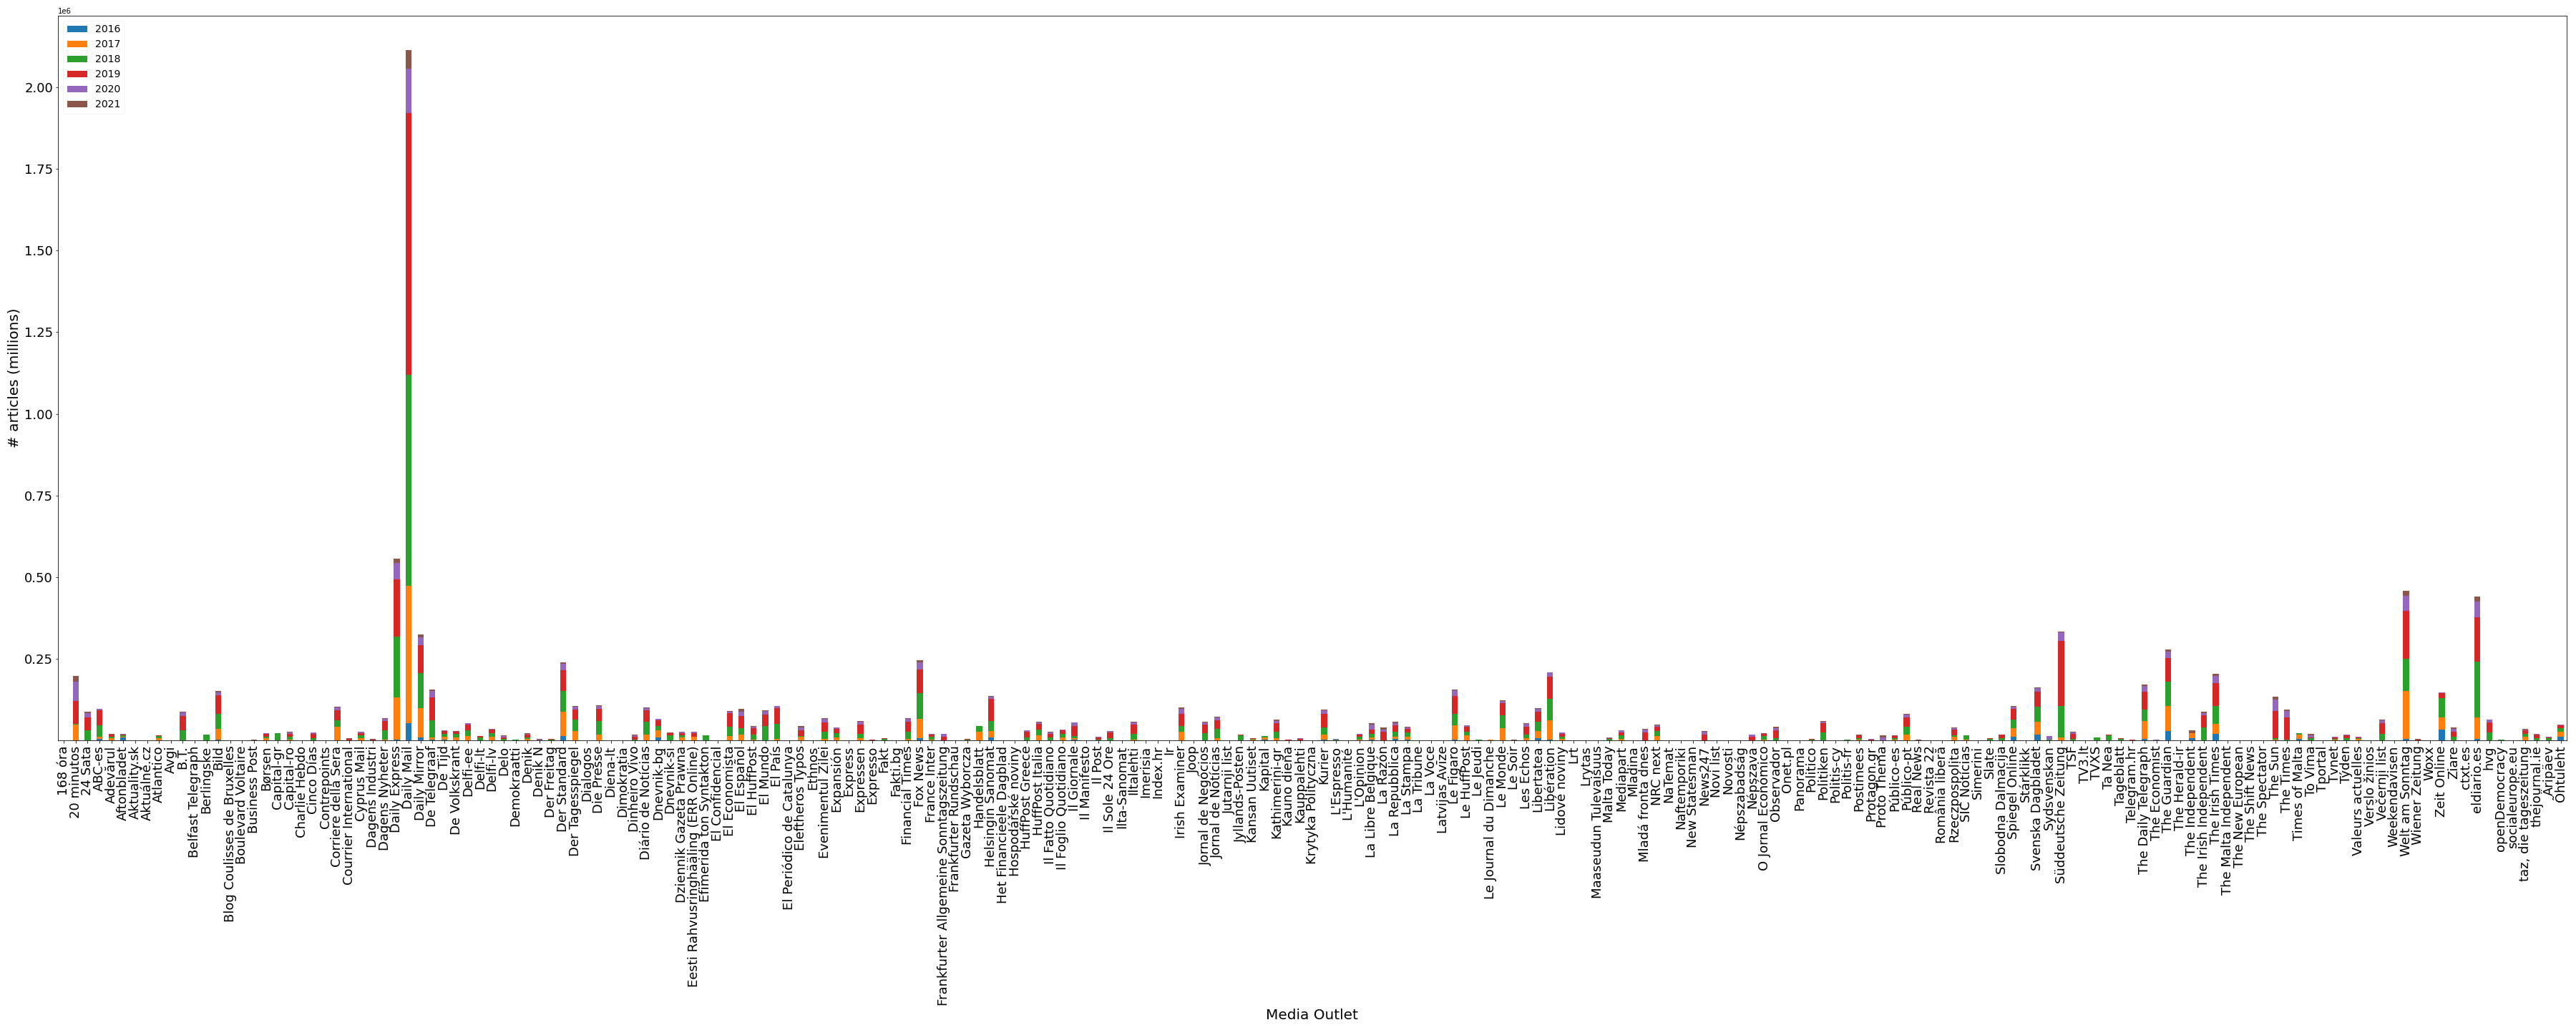 1e6
2016
2017
2018
2019
2020
2021
2.00
1.75
1.50
1.25
1.00
0.75
0.50
0.25
# articles (millions)
168 óra
20 minutos
24 Sata
ABC-es
Adevărul
Aftonbladet
Aktuality.sk
Aktuálně.cz
Atlantico
Avgi
B.T.
Belfast Telegraph
Berlingske
Bild
Blog Coulisses de Bruxelles
Boulevard Voltaire
Business Post
Børsen
Capital-gr
Capital-ro
Charlie Hebdo
Cinco Días
Contrepoints
Corriere della Sera
Courrier International
Cyprus Mail
Dagens Industri
Dagens Nyheter
Daily Express
Daily Mail
Daily Mirror
De Telegraaf
De Tijd
De Volkskrant
Delfi-ee
Delfi-lt
Delfi-lv
Delo
Demokraatti
Denik
Denik N
Der Freitag
Der Standard
Der Tagesspiegel
Dialogos
Die Presse
Diena-lt
Dimokratia
Dinheiro Vivo
Diário de Notícias
Dnevnik-bg
Dnevnik-si
Dziennik Gazeta Prawna
Eesti Rahvusringhääling (ERR Online)
Efimerida ton Syntakton
El Confidencial
El Economista
El Español
El HuffPost
El Mundo
El País
El Periódico de Catalunya
Eleftheros Typos
Ethnos
Evenimentul Zilei
Expansión
Express
Expressen
Expresso
Fakt
Fakti.bg
Financial Times
Fox News
France Inter
Frankfurter Allgemeine Sonntagszeitung
Frankfurter Rundschau
Gazeta Wyborcza
Handelsblatt
Helsingin Sanomat
Het Financieele Dagblad
Hospodářské noviny
HuffPost Greece
HuffPost Italia
Il Fatto Quotidiano
Il Foglio Quotidiano
Il Giornale
Il Manifesto
Il Post
Il Sole 24 Ore
Ilta-Sanomat
Iltalehti
Imerisia
Index.hr
Ir
Irish Examiner
Joop
Jornal de Negócios
Jornal de Notícias
Jutarnji list
Jyllands-Posten
Kansan Uutiset
Kapital
Kathimerini-gr
Kauno diena
Kauppalehti
Krytyka Polityczna
Kurier
L'Espresso
L'Humanité
L'Opinion
La Libre Belgique
La Razón
La Repubblica
La Stampa
La Tribune
La Voce
Latvijas Avīze
Le Figaro
Le HuffPost
Le Jeudi
Le Journal du Dimanche
Le Monde
Le Soir
Les Echos
Libertatea
Libération
Lidové noviny
Lrt
Lrytas
Maaseudun Tulevaisuus
Malta Today
Mediapart
Mladina
Mladá fronta dnes
NRC next
NaTemat
Naftemporiki
New Statesman
News247
Novi list
Novosti
Népszabadság
Népszava
O Jornal Económico
Observador
Onet.pl
Panorama
Politico
Politiken
Politis-cy
Politis-fr
Postimees
Protagon.gr
Proto Thema
Público-es
Público-pt
Real News
Revista 22
România liberă
Rzeczpospolita
SIC Notícias
Simerini
Slate
Slobodna Dalmacija
Spiegel Online
Stárklikk
Svenska Dagbladet
Sydsvenskan
Süddeutsche Zeitung
TSF
TV3.lt
TVXS
Ta Nea
Tageblatt
Telegram.hr
The Daily Telegraph
The Economist
The Guardian
The Herald-ir
The Independent
The Irish Independent
The Irish Times
The Malta Independent
The New European
The Shift News
The Spectator
The Sun
The Times
Times of Malta
To Vima
Tportal
Tvnet
Týden
Valeurs actuelles
Verslo žinios
Večernji list
Weekendavisen
Welt am Sonntag
Wiener Zeitung
Woxx
Zeit Online
Ziare
ctxt.es
eldiario.es
hvg
openDemocracy
socialeurope.eu
taz, die tageszeitung
thejournal.ie
Äripäev
Õhtuleht
Media Outlet